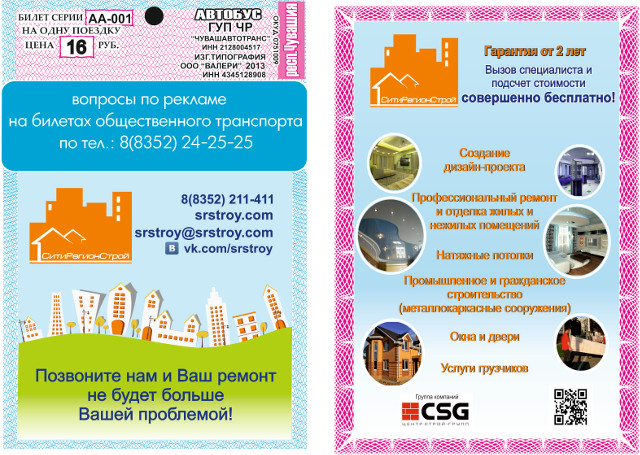 БИЛЕТ СЕРИИ АА-001
НА ОДНУ ПОЕЗДКУ
ЦЕНА 16 РУБ.
АВТОБУС
ГУП ЧР
"ЧУВАШАВТОТРАНС"
ИНН 2128004517
ИЗГ.ТИПОГРАФИЯ
ООО "ВАЛЕРИ" 2013
ИНН 4345128908
ОКУД 0751009
респ.Чувашия
вопросы по рекламе
на билетах общественного транспорта
по тел.: 8(8352) 24-25-25
СитиРегионСтрой
8(8352) 211-411
srstroy.com
srstroy@srstroy.com
В vk.com/srstroy
Позвоните нам и Ваш ремонт
не будет больше
Вашей проблемой!
СитиРегионСтрой
Гарантия от 2 лет
Вызов специалиста и
подсчет стоимости
совершенно бесплатно!
Создание
дизайн-проекта
Профессиональный ремонт
и отделка жилых и
нежилых помещений
Натяжные потолки
Промышленное и гражданское
строительство
(металлокаркасные сооружения)
Окна и двери
Услуги грузчиков
Группа компаний
CSG
ЦЕНТРСТРОЙ-ГРУПП